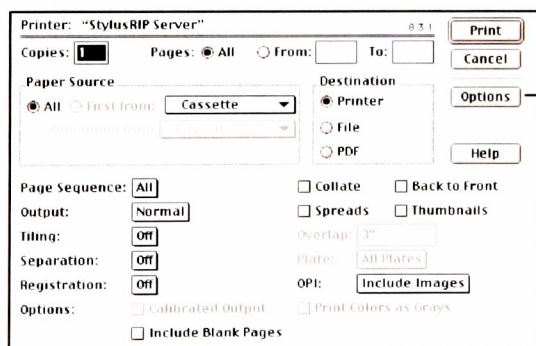 Printer: “StylusRIP Server” 8 3 1
Print
Copies: 1 Pages: All From: To:
Cancel
Paper Source
All First from: Cassette
Destination
Printer
File
PDF
Options
Help
Page Sequence: All Collate Back to Front
Output: Normal Spreads Thumbnails
Tiling: Off Overlap: 3"
Separation: Off Plate: All Plates
Registration: Off OPI: Include Images
Options: Calibrated Output Print Colors as Grays
Include Blank Pages